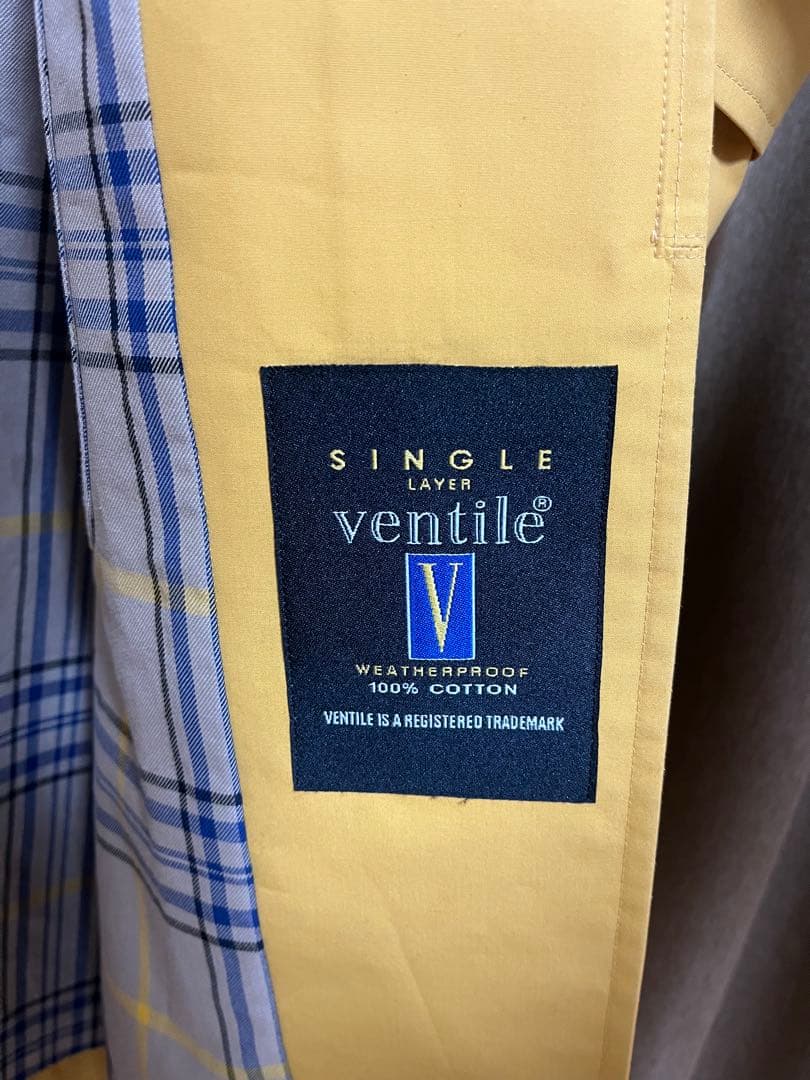 SINGLE
LAYER
ventile®
V
WEATHERPROOF
100% COTTON
VENTILE IS A REGISTERED TRADEMARK